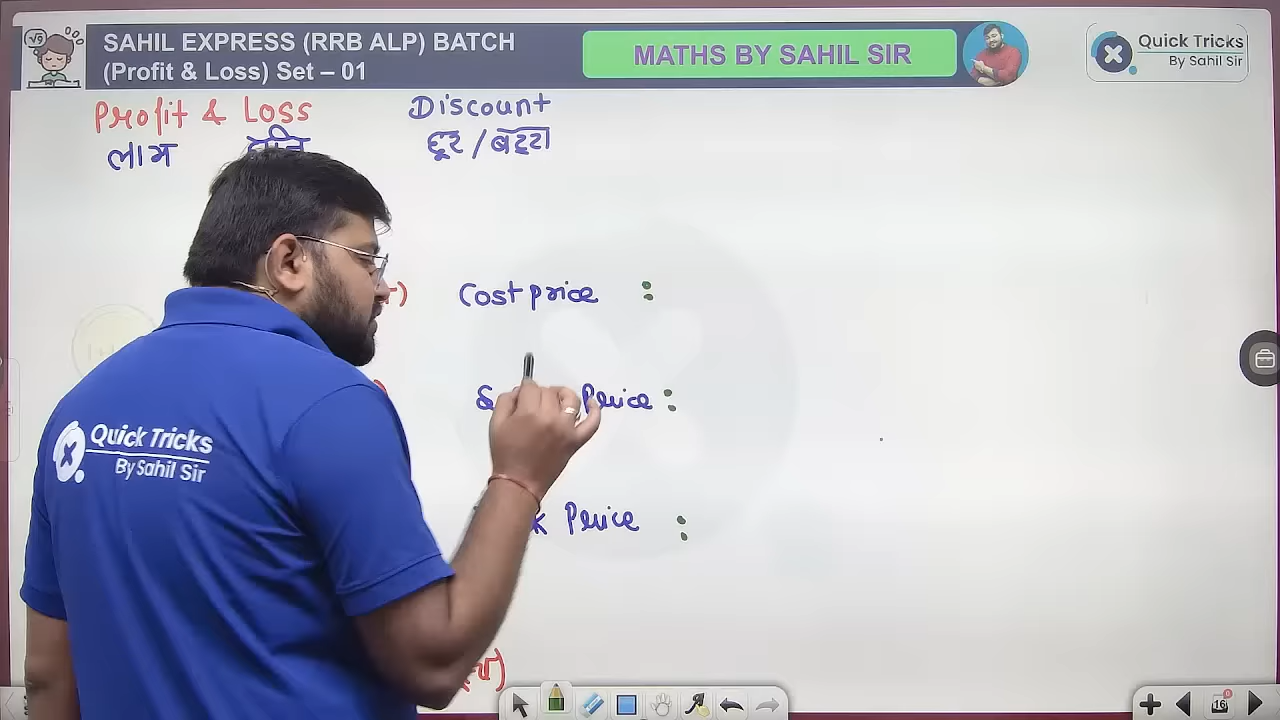 SAHIL EXPRESS (RRB ALP) BATCH
(Profit & Loss) Set – 01
MATHS BY SAHIL SIR
Quick Tricks
By Sahil Sir
Profit & Loss
Discount
लाभ
छूट / बट्टा
Cost price :
Price :
Price :
Quick Tricks
By Sahil Sir
16